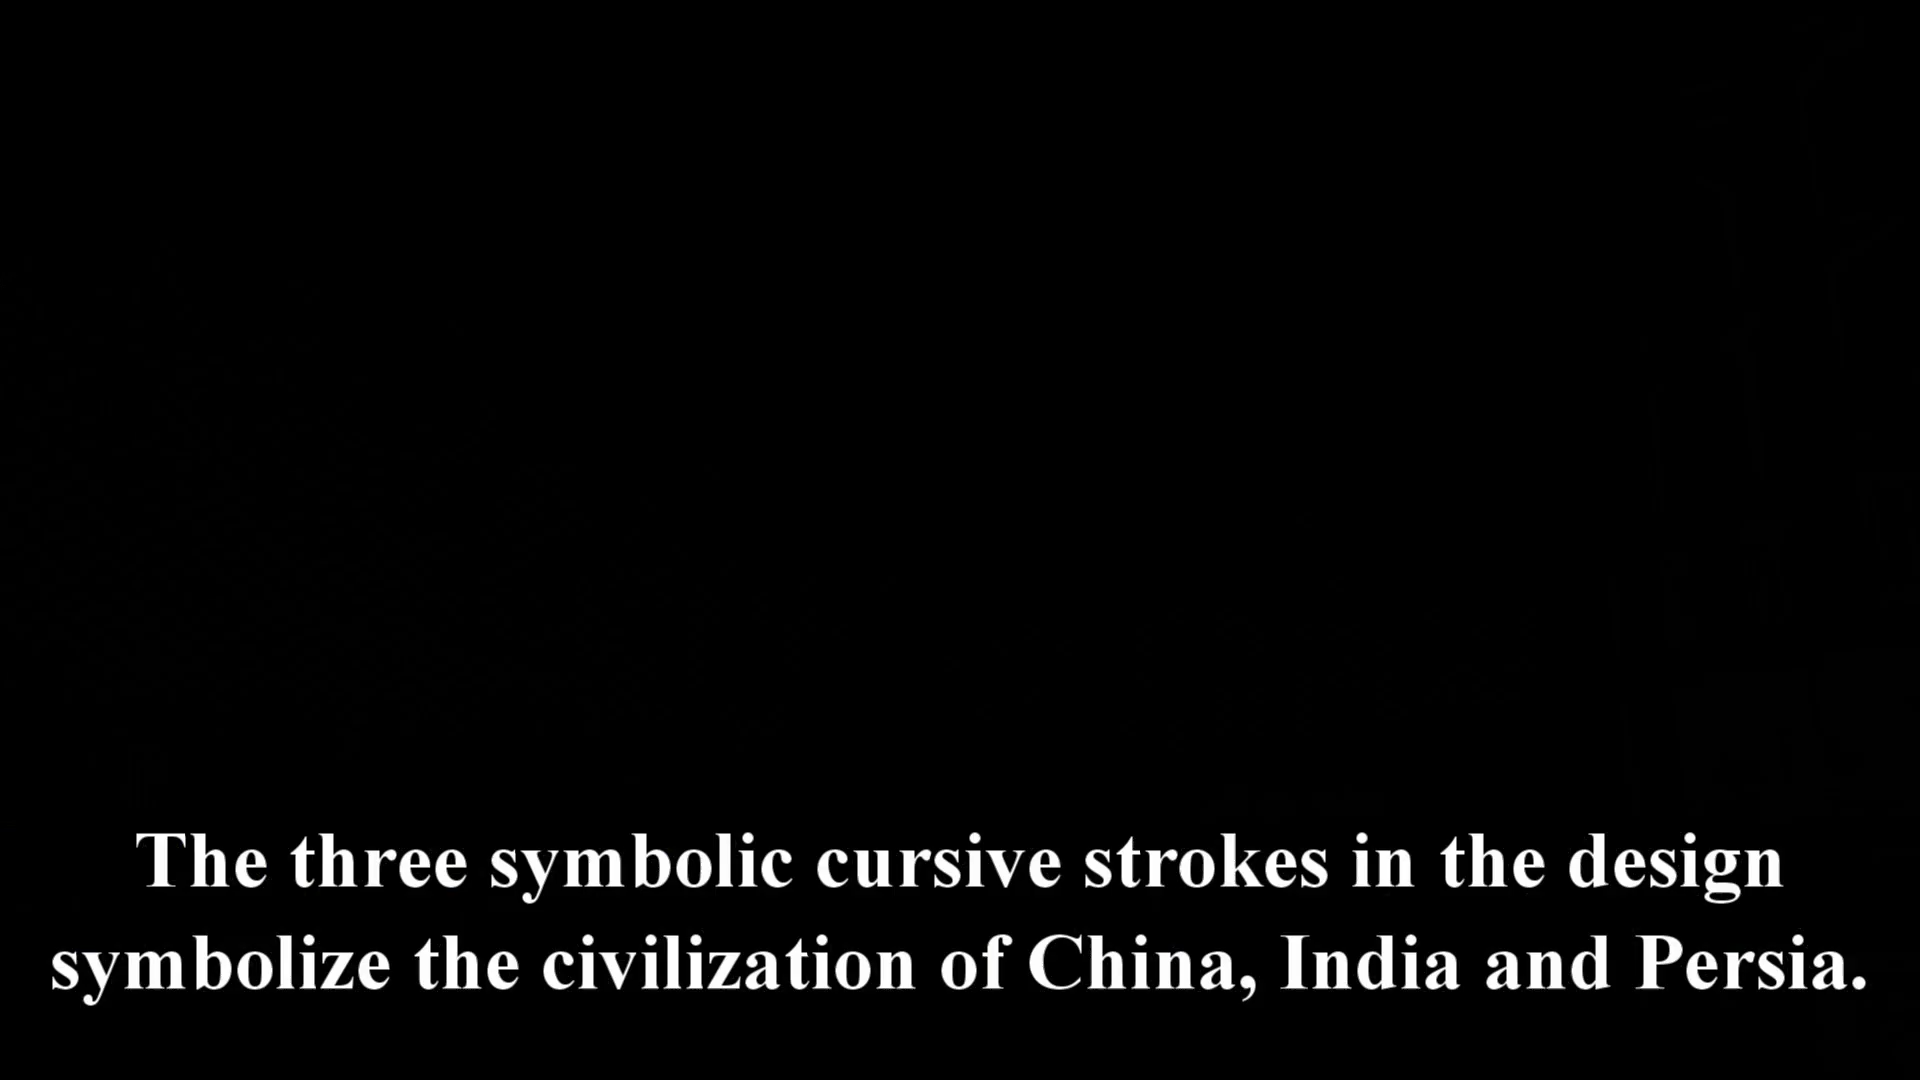 The three symbolic cursive strokes in the design
symbolize the civilization of China, India and Persia.